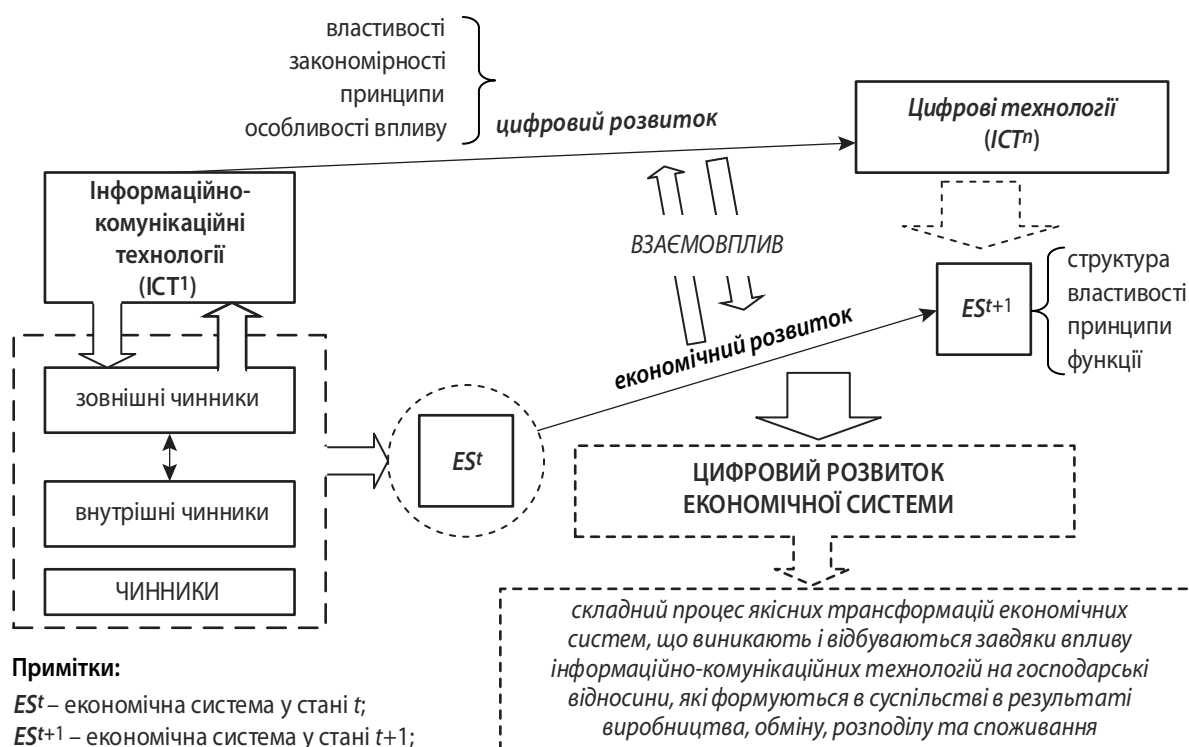 властивості
закономірності
принципи
особливості впливу
цифровий розвиток
Цифрові технології
(ICTⁿ)
Інформаційно-
комунікаційні
технології
(ICT¹)
ВЗАЄМОВПЛИВ
ESᵗ⁺¹
структура
властивості
принципи
функції
економічний розвиток
зовнішні чинники
внутрішні чинники
ЧИННИКИ
ESᵗ
ЦИФРОВИЙ РОЗВИТОК
ЕКОНОМІЧНОЇ СИСТЕМИ
складний процес якісних трансформацій економічних
систем, що виникають і відбуваються завдяки впливу
інформаційно-комунікаційних технологій на господарські
відносини, які формуються в суспільстві в результаті
виробництва, обміну, розподілу та споживання
Примітки:
ESᵗ – економічна система у стані t;
ESᵗ⁺¹ – економічна система у стані t+1;